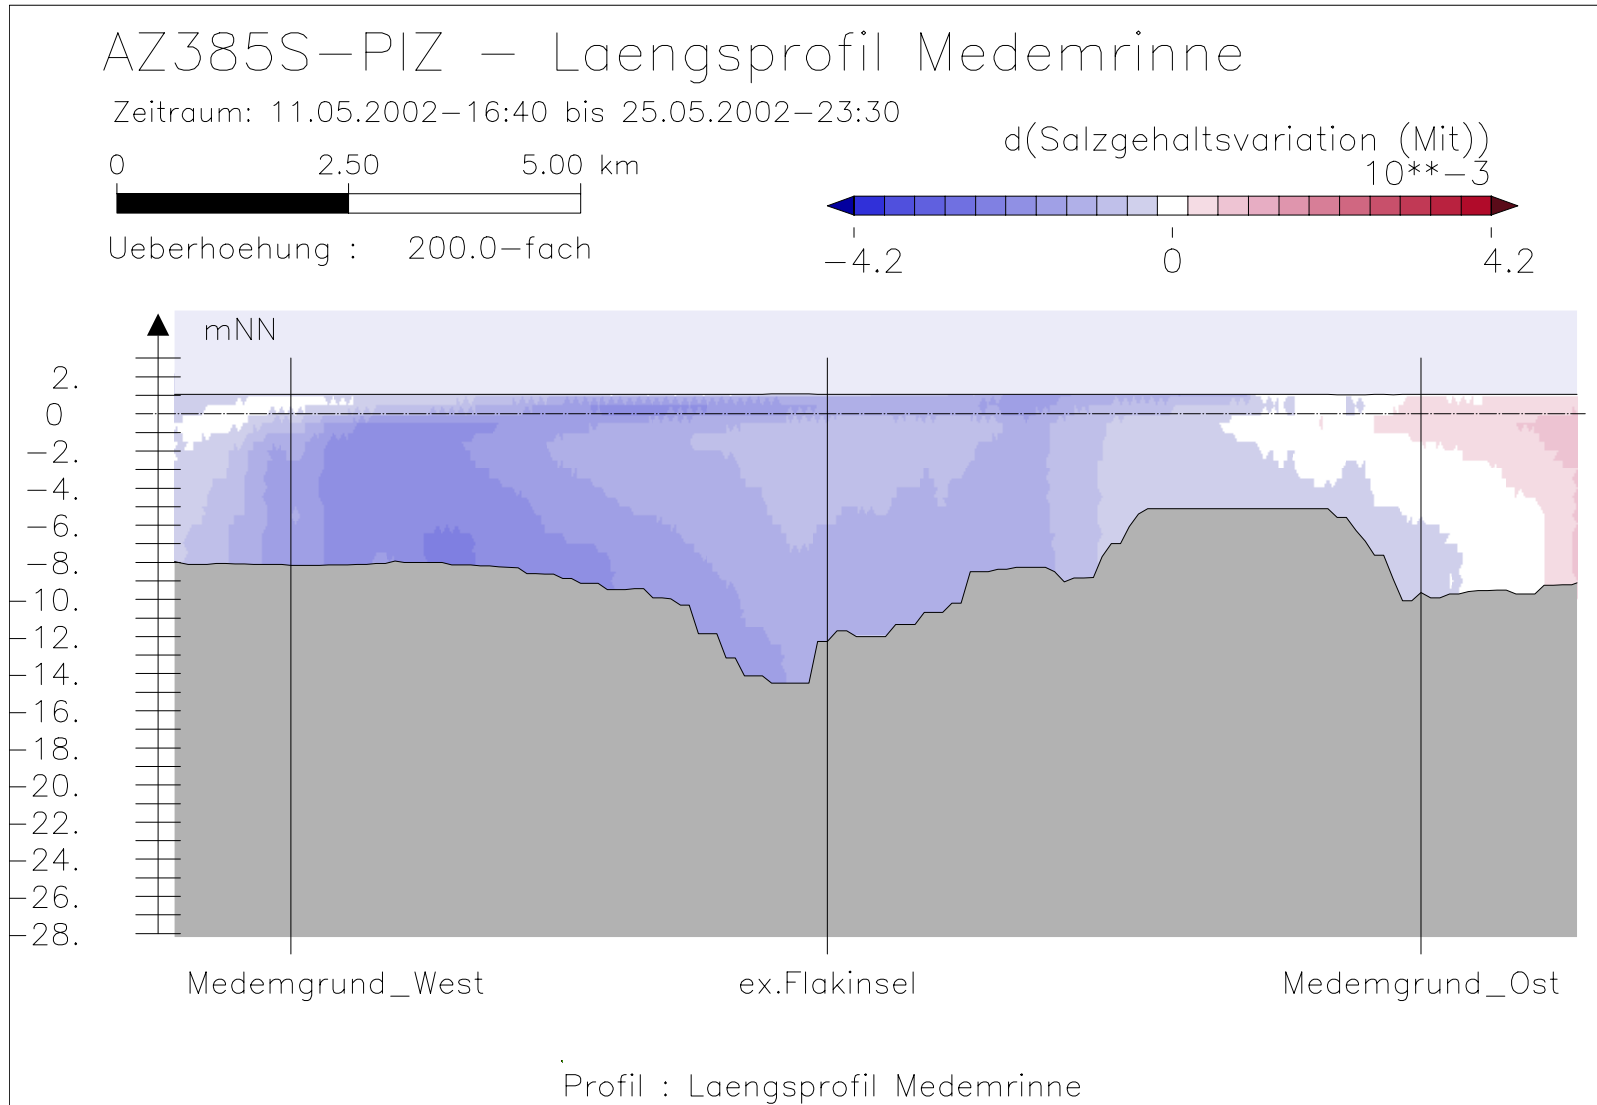 AZ385S-PIZ - Laengsprofil Medemrinne
Zeitraum: 11.05.2002-16:40 bis 25.05.2002-23:30
d(Salzgehaltsvariation (Mit))
10**-3
0 2.50 5.00 km
Ueberhoehung : 200.0-fach
-4.2 0 4.2
mNN
2.
0
-2.
-4.
-6.
-8.
-10.
-12.
-14.
-16.
-18.
-20.
-22.
-24.
-26.
-28.
Medemgrund_West ex.Flakinsel Medemgrund_Ost
Profil : Laengsprofil Medemrinne